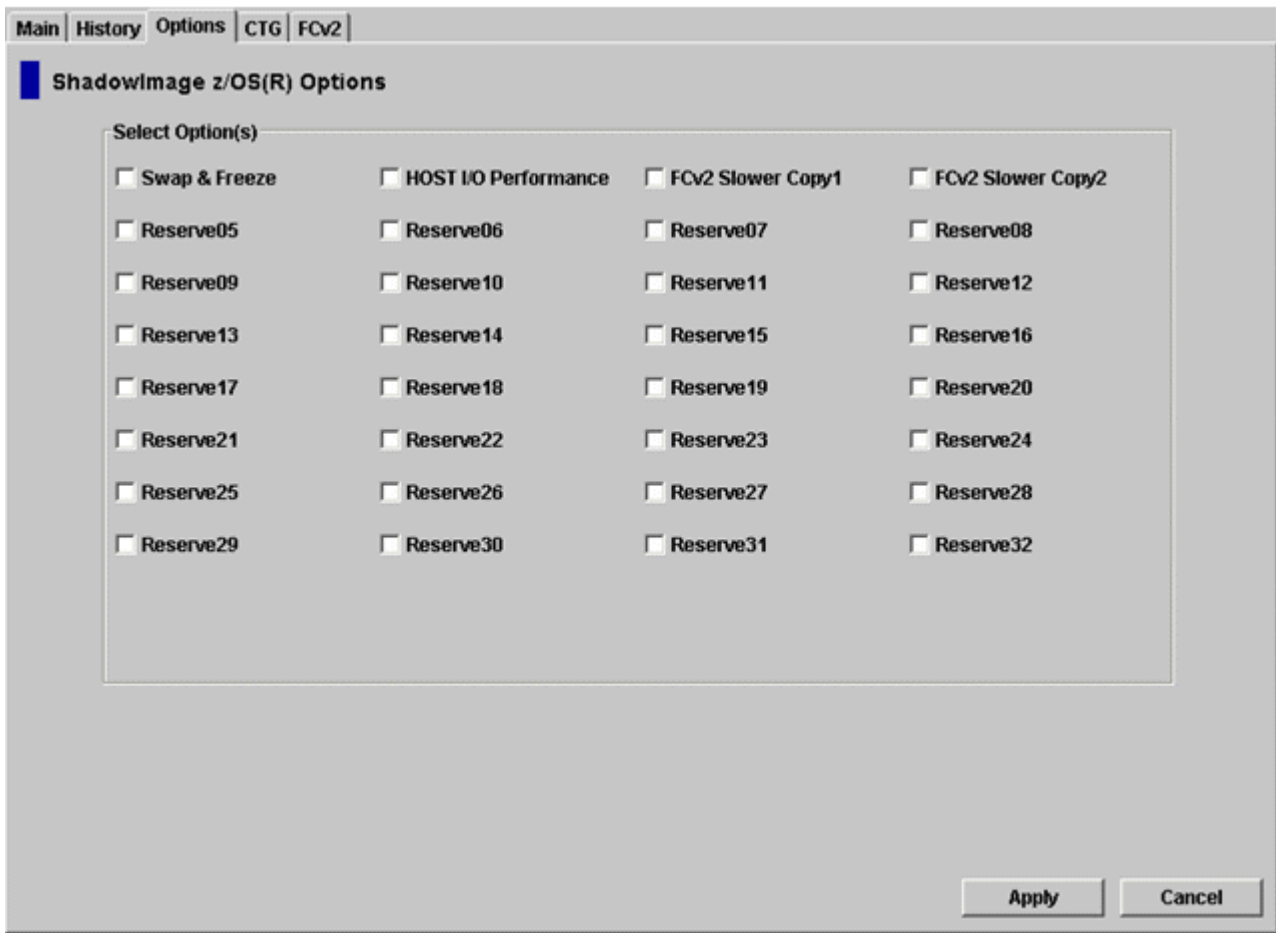 Main History Options CTG FCv2
ShadowImage z/OS(R) Options
Select Option(s)
Swap & Freeze HOST I/O Performance FCv2 Slower Copy1 FCv2 Slower Copy2
Reserve05 Reserve06 Reserve07 Reserve08
Reserve09 Reserve10 Reserve11 Reserve12
Reserve13 Reserve14 Reserve15 Reserve16
Reserve17 Reserve18 Reserve19 Reserve20
Reserve21 Reserve22 Reserve23 Reserve24
Reserve25 Reserve26 Reserve27 Reserve28
Reserve29 Reserve30 Reserve31 Reserve32
Apply Cancel